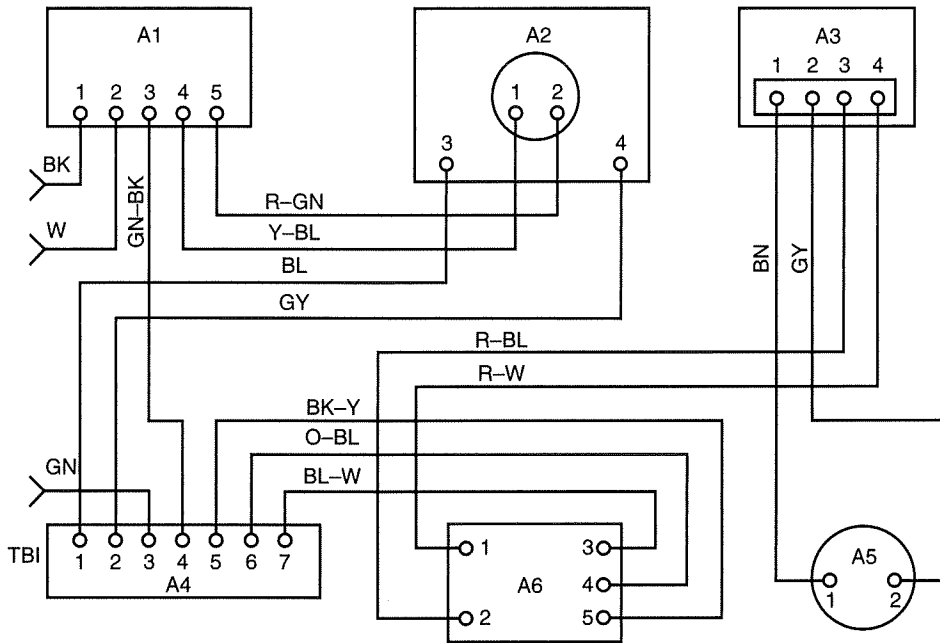 A1
A2
A3
1 2 3 4 5
1 2
3
4
1 2 3 4
BK
W
GN–BK
R–GN
Y–BL
BL
GY
BN
GY
R–BL
R–W
BK–Y
O–BL
BL–W
GN
TBI
1 2 3 4 5 6 7
A4
1
2
A6
3
4
5
A5
1 2